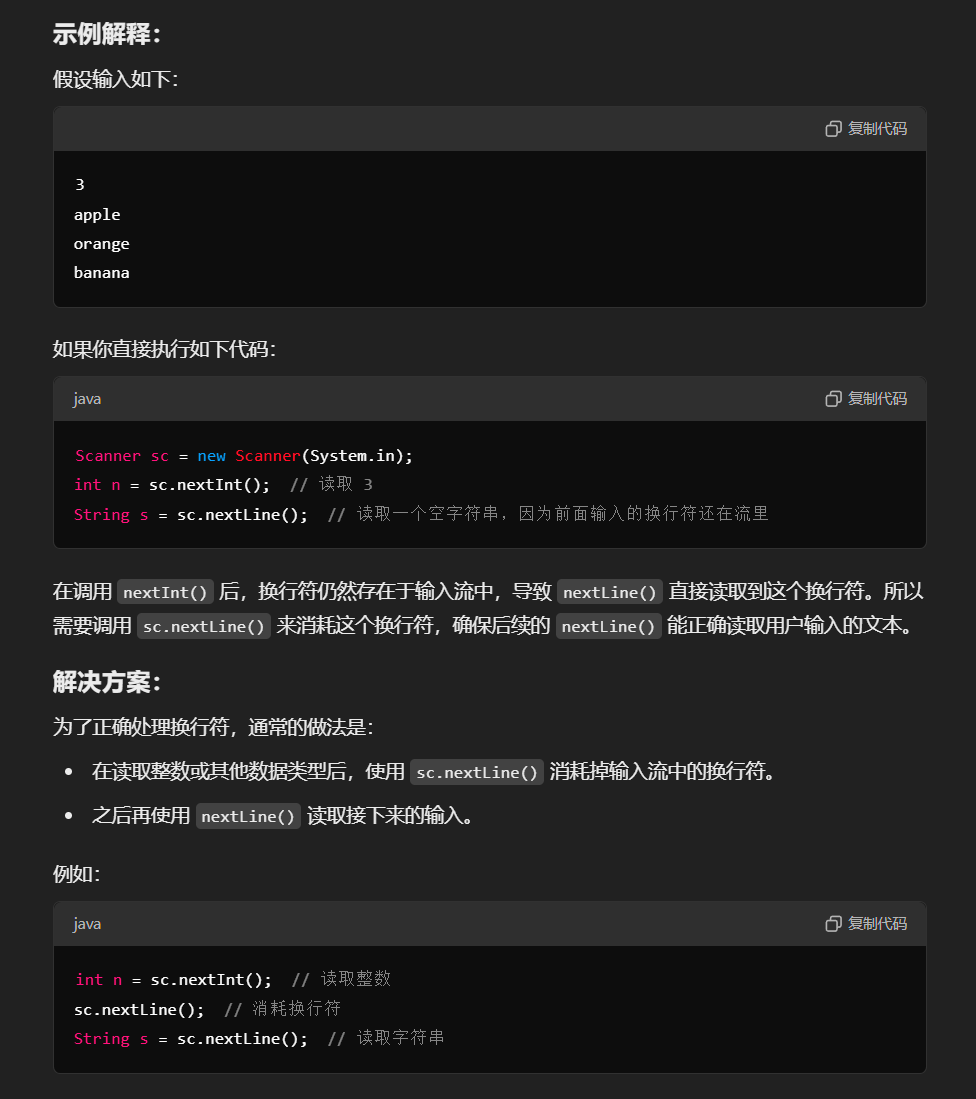 示例解释：
假设输入如下：
复制代码
3
apple
orange
banana
如果你直接执行如下代码：
java
复制代码
Scanner sc = new Scanner(System.in);
int n = sc.nextInt();  // 读取 3
String s = sc.nextLine();  // 读取一个空字符串，因为前面输入的换行符还在流里
在调用 nextInt() 后，换行符仍然存在于输入流中，导致 nextLine() 直接读取到这个换行符。所以
需要调用 sc.nextLine() 来消耗这个换行符，确保后续的 nextLine() 能正确读取用户输入的文本。
解决方案：
为了正确处理换行符，通常的做法是：
• 在读取整数或其他数据类型后，使用 sc.nextLine() 消耗掉输入流中的换行符。
• 之后再使用 nextLine() 读取接下来的输入。
例如：
java
复制代码
int n = sc.nextInt();  // 读取整数
sc.nextLine();  // 消耗换行符
String s = sc.nextLine();  // 读取字符串